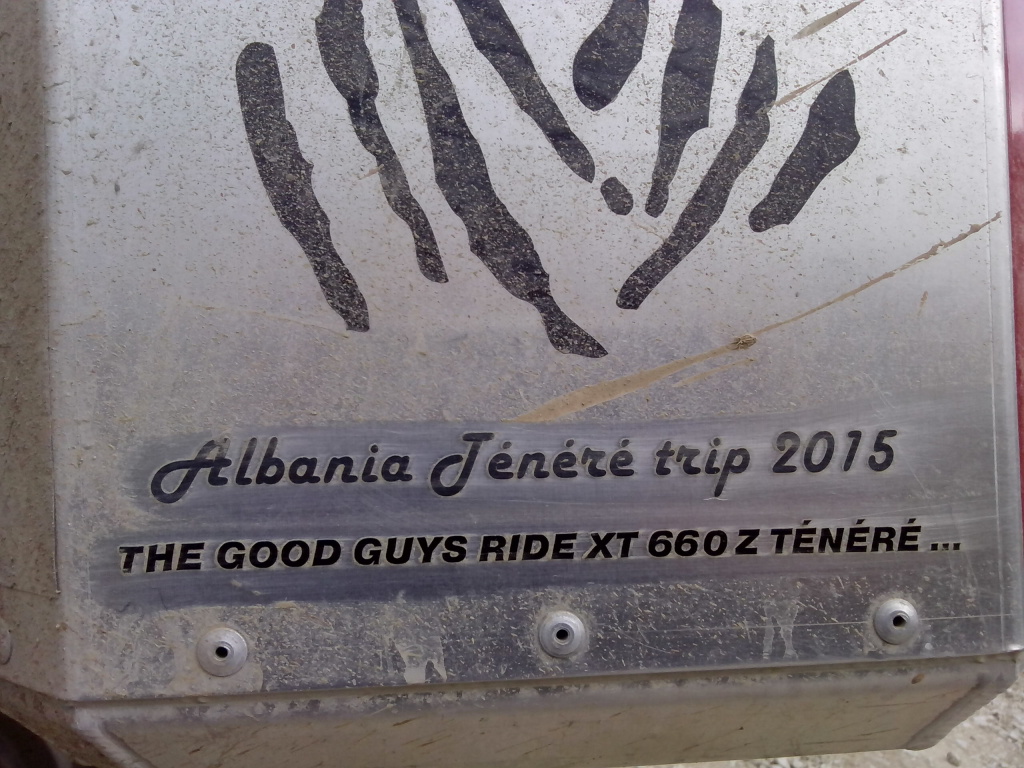 Albania Ténéré trip 2015
THE GOOD GUYS RIDE XT 660 Z TÉNÉRÉ ...